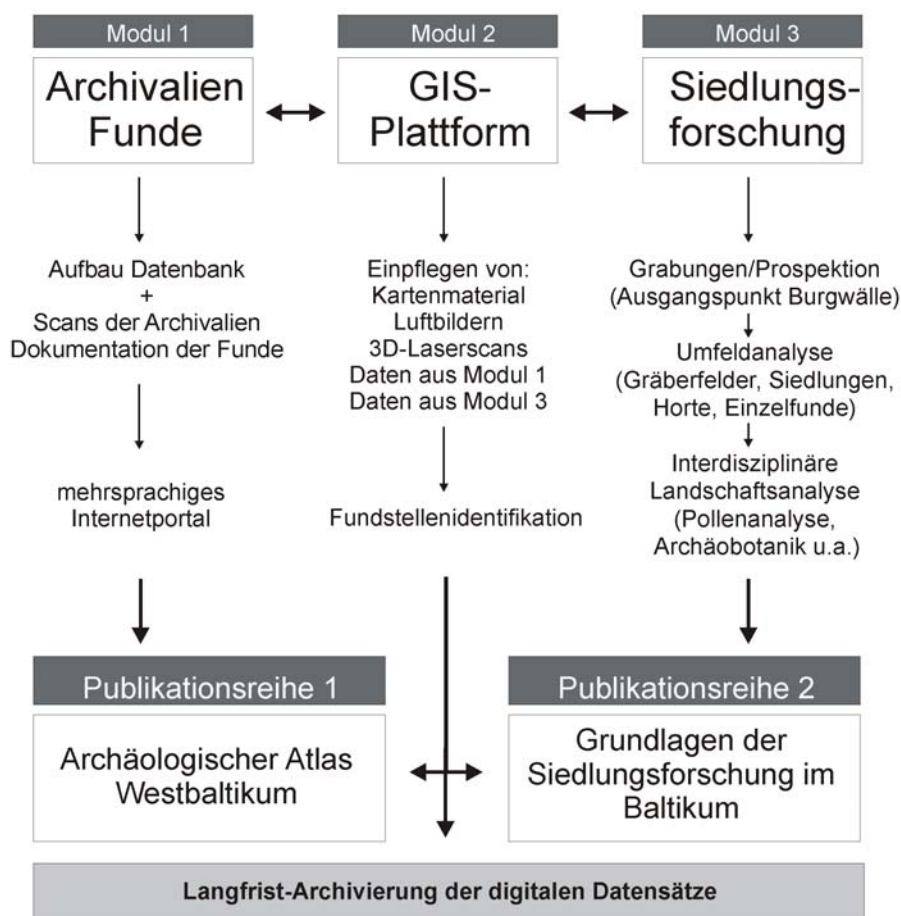 Modul 1
Archivalien
Funde
Aufbau Datenbank
+
Scans der Archivalien
Dokumentation der Funde
mehrsprachiges
Internetportal
Modul 2
GIS-
Plattform
Einpflegen von:
Kartenmaterial
Luftbildern
3D-Laserscans
Daten aus Modul 1
Daten aus Modul 3
Fundstellenidentifikation
Modul 3
Siedlungs-
forschung
Grabungen/Prospektion
(Ausgangspunkt Burgwälle)
Umfeldanalyse
(Gräberfelder, Siedlungen,
Horte, Einzelfunde)
Interdisziplinäre
Landschaftsanalyse
(Pollenanalyse,
Archäobotanik u.a.)
Publikationsreihe 1
Archäologischer Atlas
Westbaltikum
Publikationsreihe 2
Grundlagen der
Siedlungsforschung im
Baltikum
Langfrist-Archivierung der digitalen Datensätze